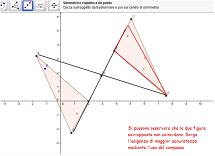 Simmetria rispetto a un punto
Clicca sull'oggetto da trasformare e poi sul centro di simmetria
Si possono osservare che le due figure
sovrapposte non coincidono. Sorge
l'esigenza di maggior accuratezza
mediante l'uso del compasso.